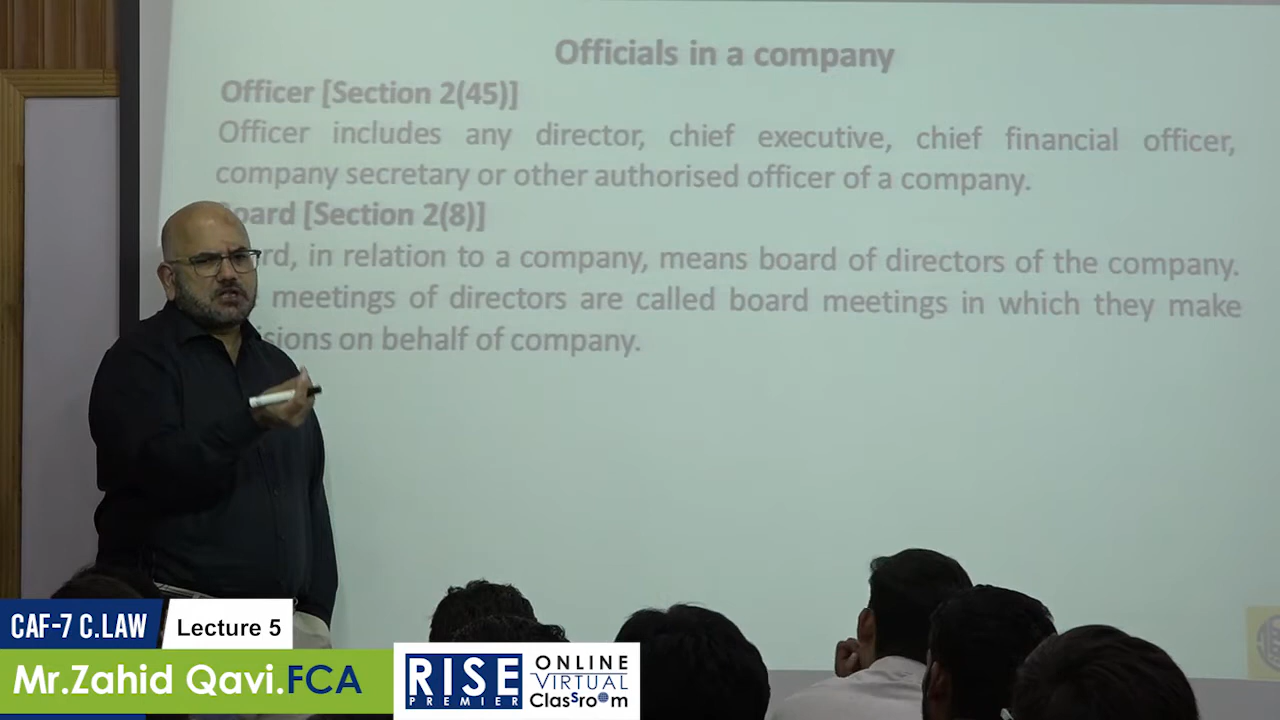 Officials in a company
Officer [Section 2(45)]
Officer includes any director, chief executive, chief financial officer,
company secretary or other authorised officer of a company.
oard [Section 2(8)]
rd, in relation to a company, means board of directors of the company.
meetings of directors are called board meetings in which they make
isions on behalf of company.
CAF-7 C.LAW
Lecture 5
Mr.Zahid Qavi.FCA
RISE
PREMIER
ONLINE
VIRTUAL
ClasSroom